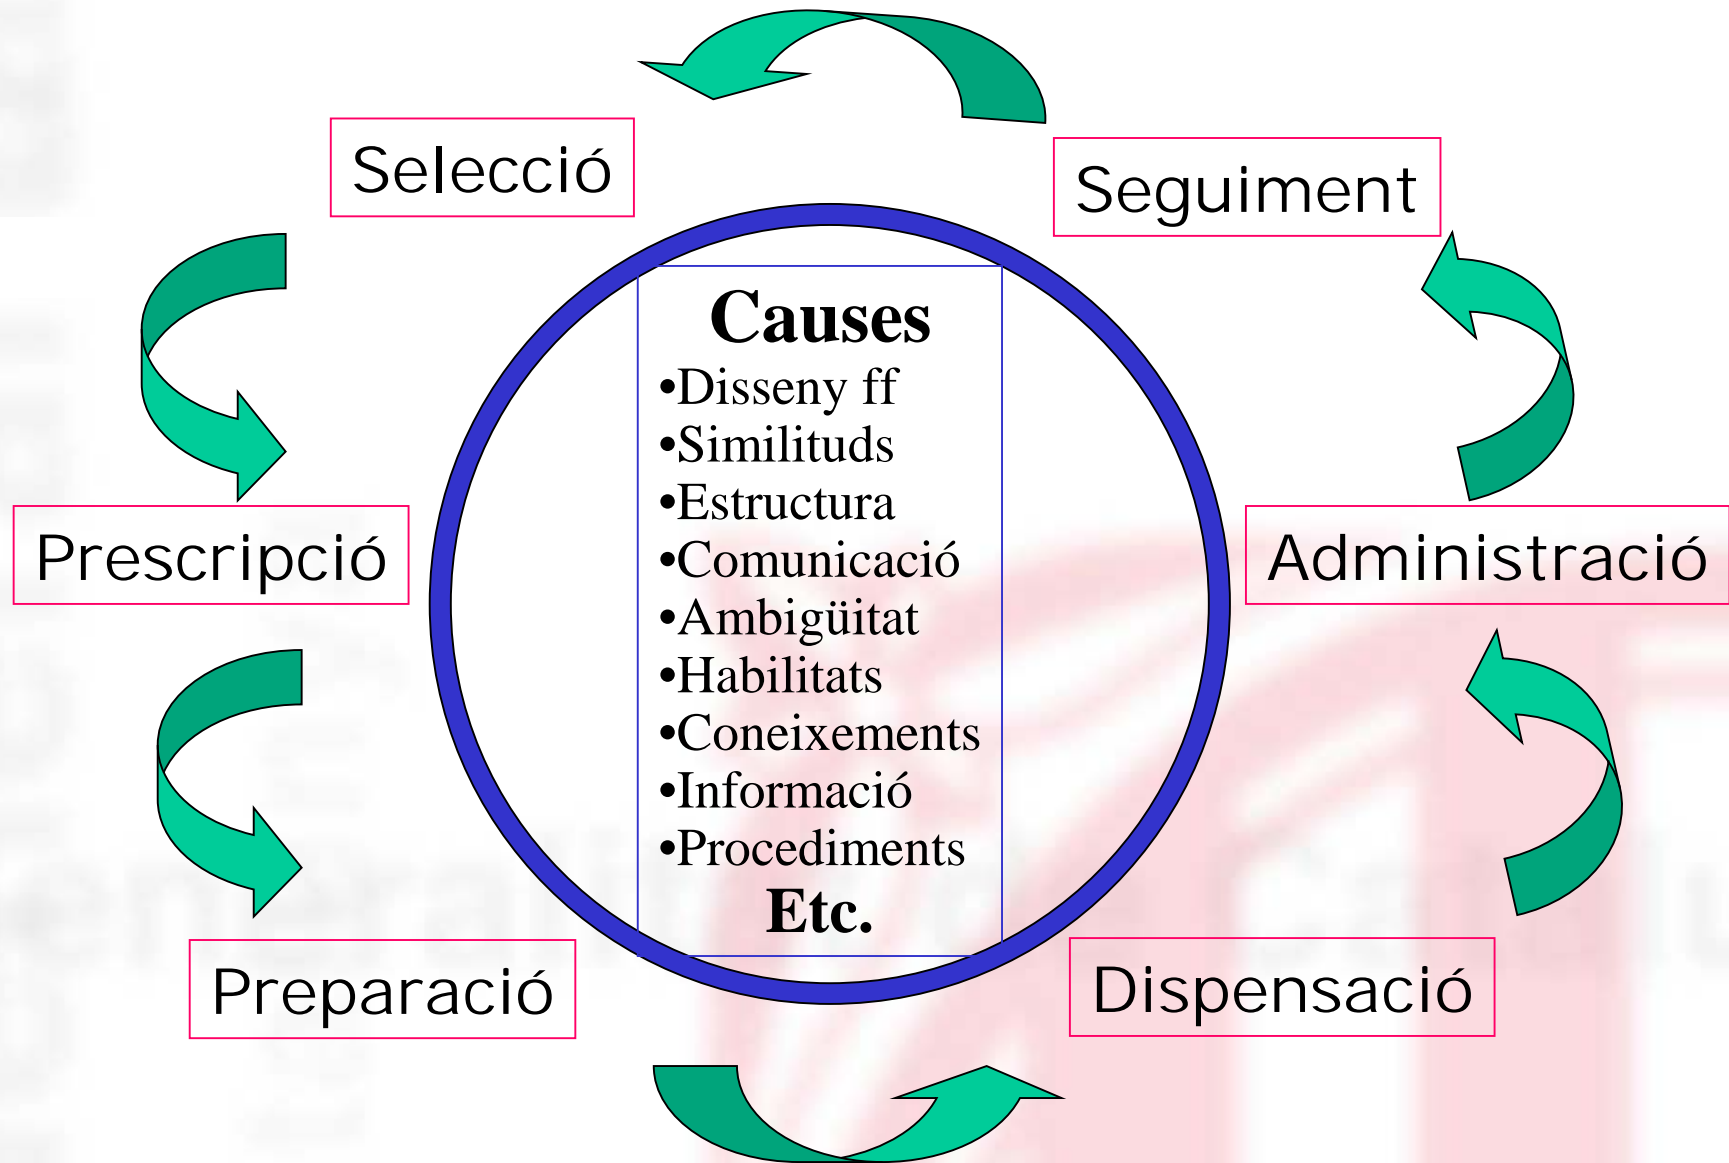 Selecció
Seguiment
Causes
•Disseny ff
•Similituds
•Estructura
•Comunicació
•Ambigüitat
•Habilitats
•Coneixements
•Informació
•Procediments
Etc.
Prescripció
Administració
Preparació
Dispensació